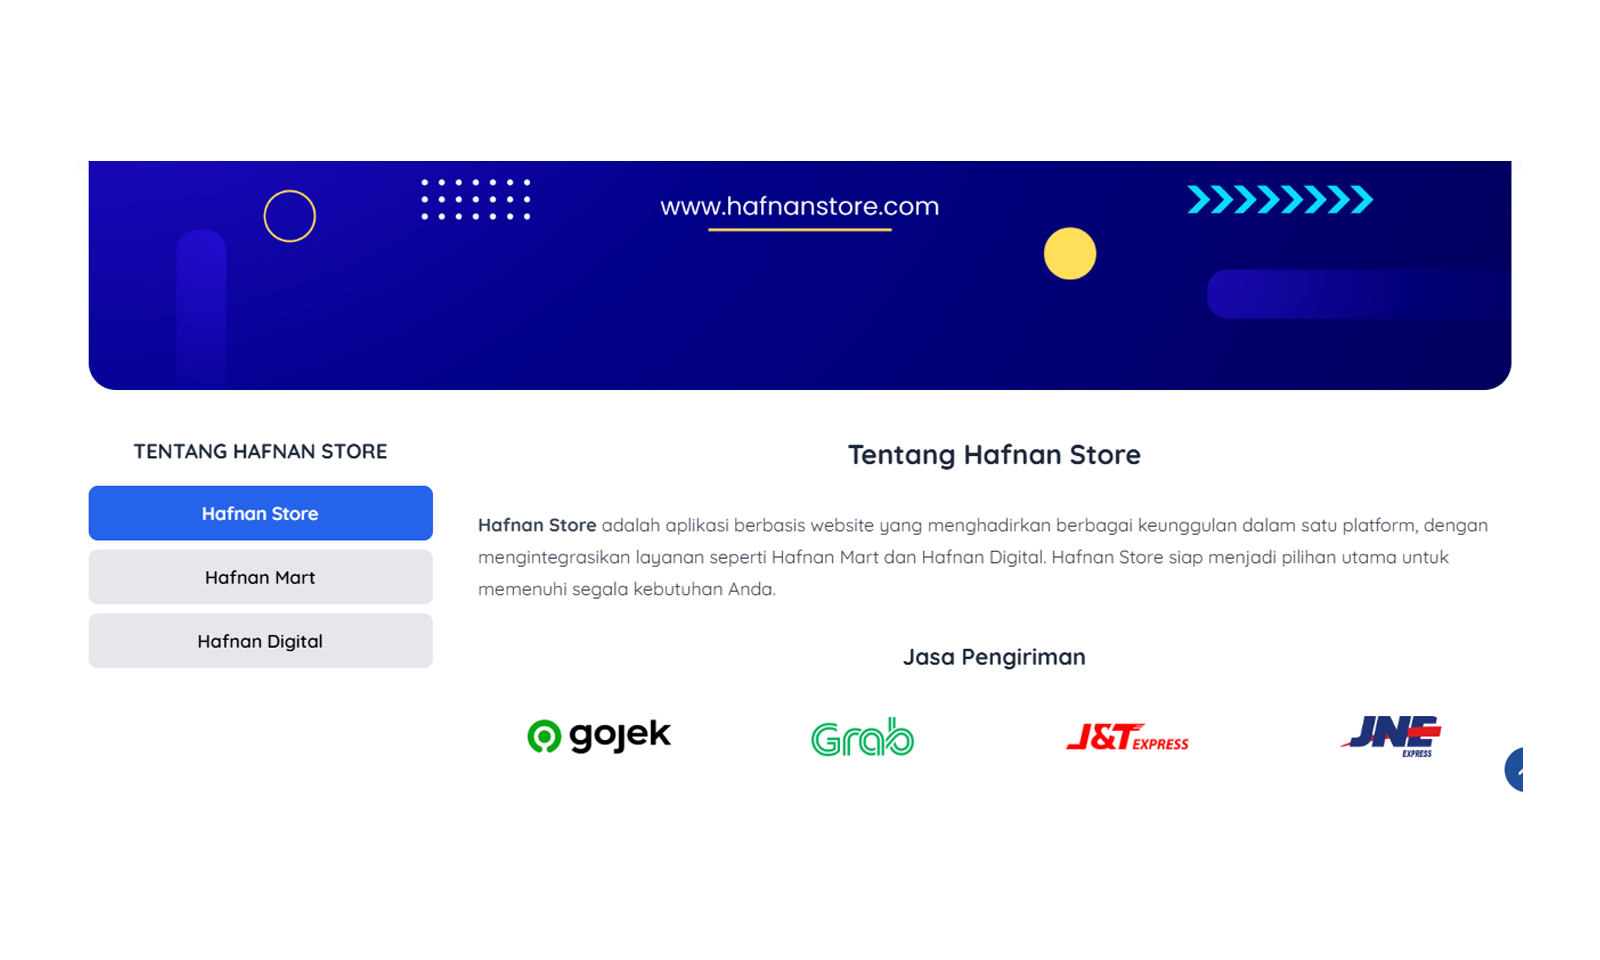 www.hafnanstore.com
TENTANG HAFNAN STORE
Hafnan Store
Hafnan Mart
Hafnan Digital
Tentang Hafnan Store
Hafnan Store adalah aplikasi berbasis website yang menghadirkan berbagai keunggulan dalam satu platform, dengan
mengintegrasikan layanan seperti Hafnan Mart dan Hafnan Digital. Hafnan Store siap menjadi pilihan utama untuk
memenuhi segala kebutuhan Anda.
Jasa Pengiriman
gojek
Grab
J&T EXPRESS
JNE EXPRESS